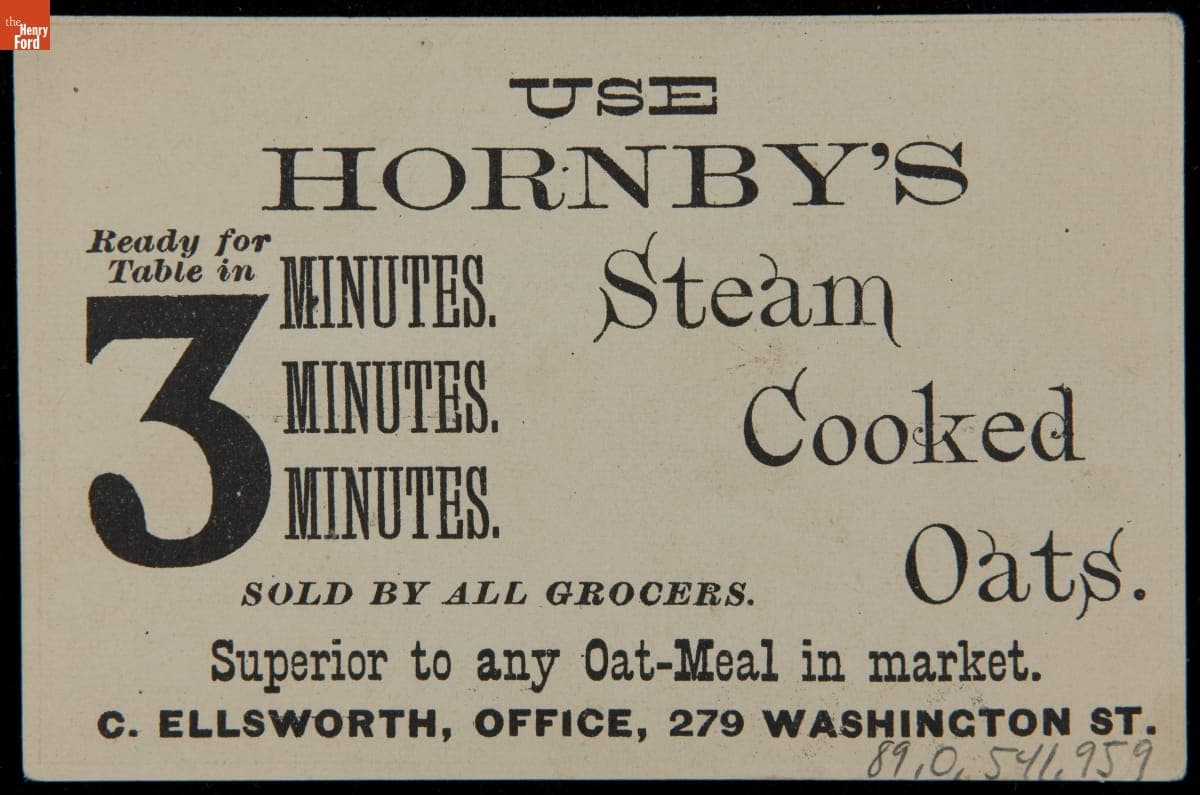 the
Henry
Ford
USE
HORNBY'S
Ready for
Table in
3
MINUTES.
MINUTES.
MINUTES.
Steam
Cooked
Oats.
SOLD BY ALL GROCERS.
Superior to any Oat-Meal in market.
C. ELLSWORTH, OFFICE, 279 WASHINGTON ST.
89.0.541.959